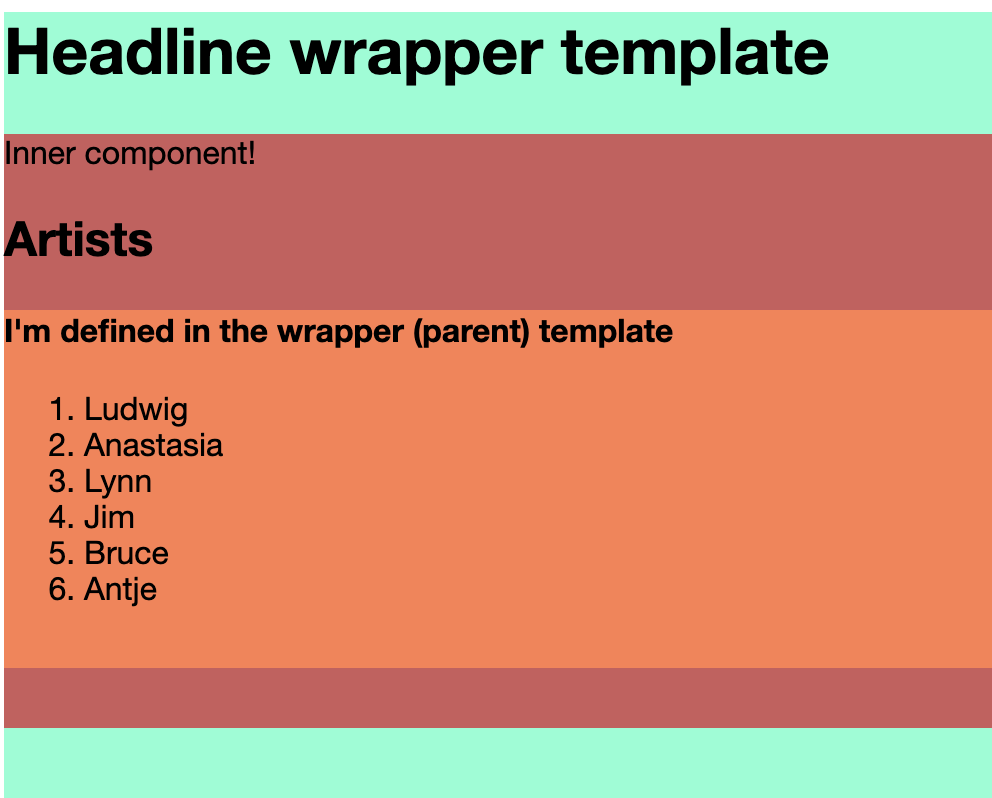 Headline wrapper template
Inner component!
Artists
I'm defined in the wrapper (parent) template
1. Ludwig
2. Anastasia
3. Lynn
4. Jim
5. Bruce
6. Antje